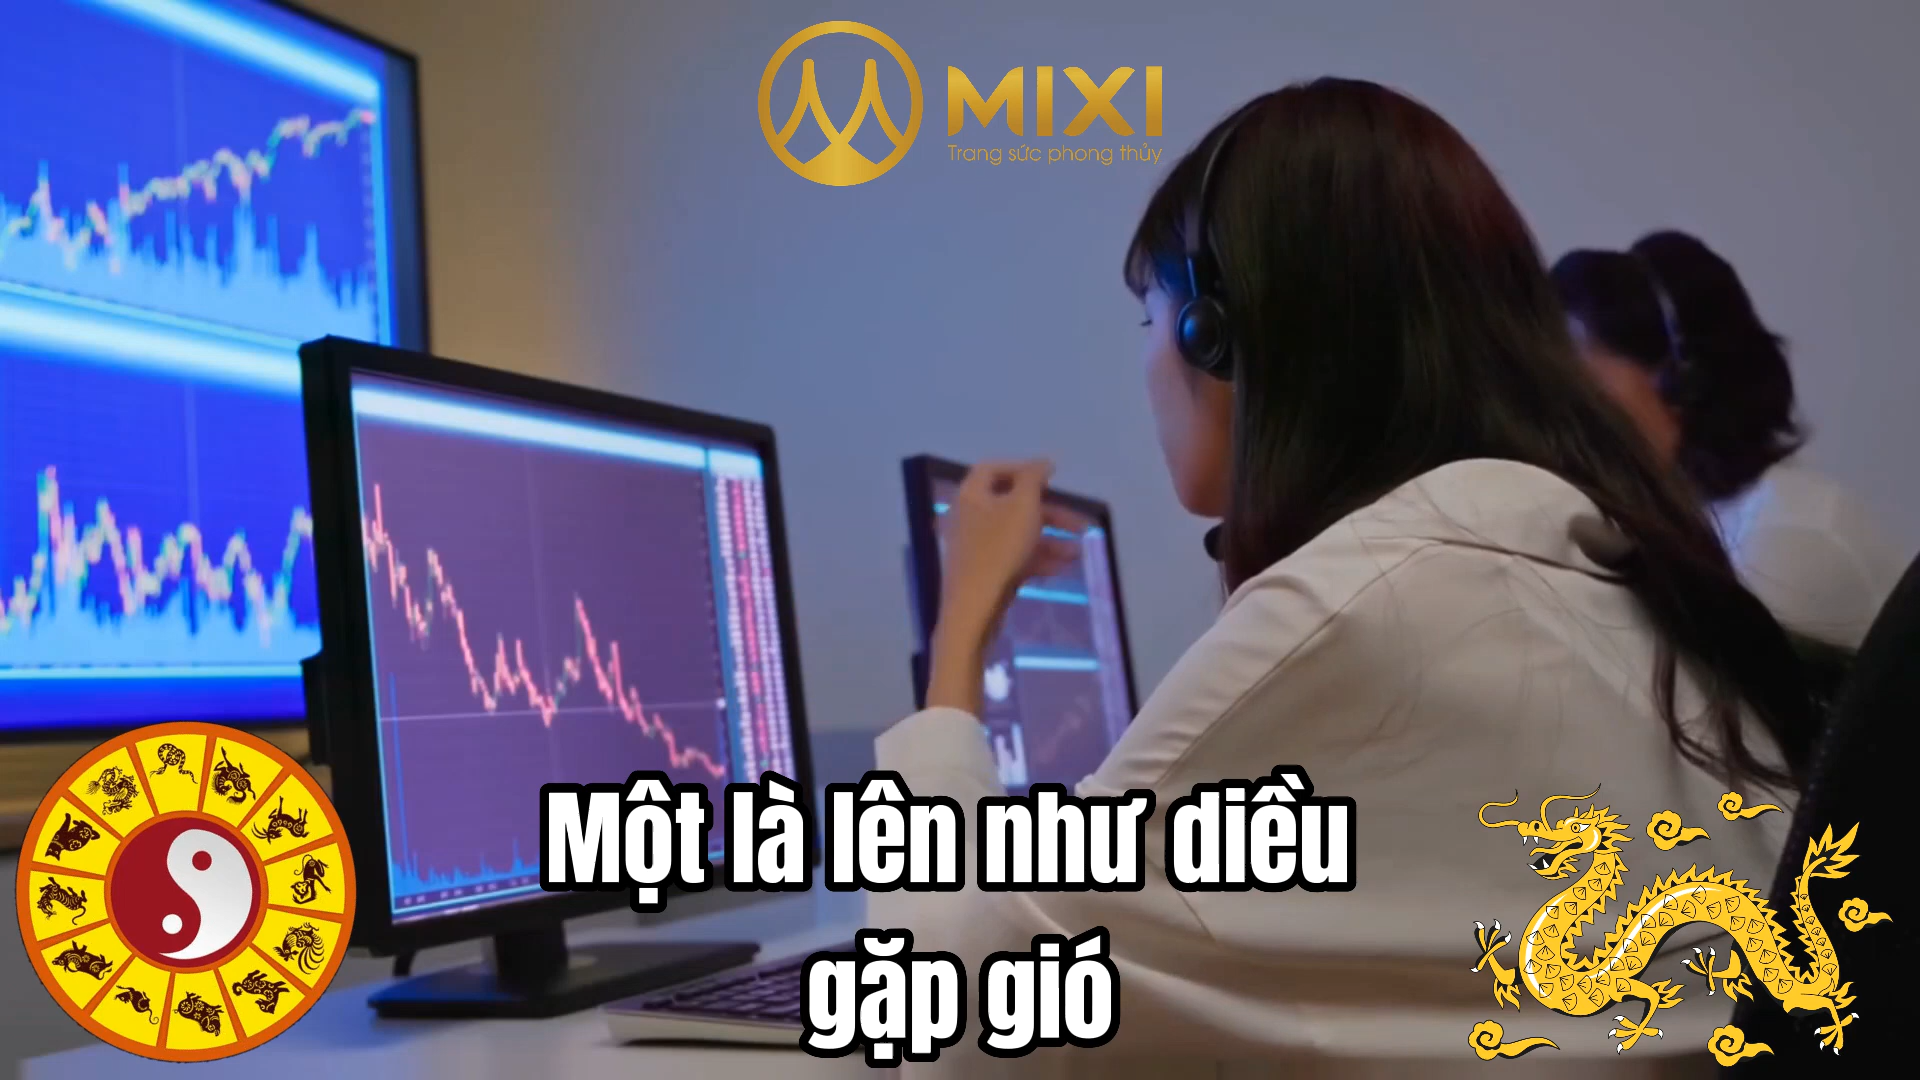 MIXI
Trang sức phong thủy
Một là lên như diều
gặp gió